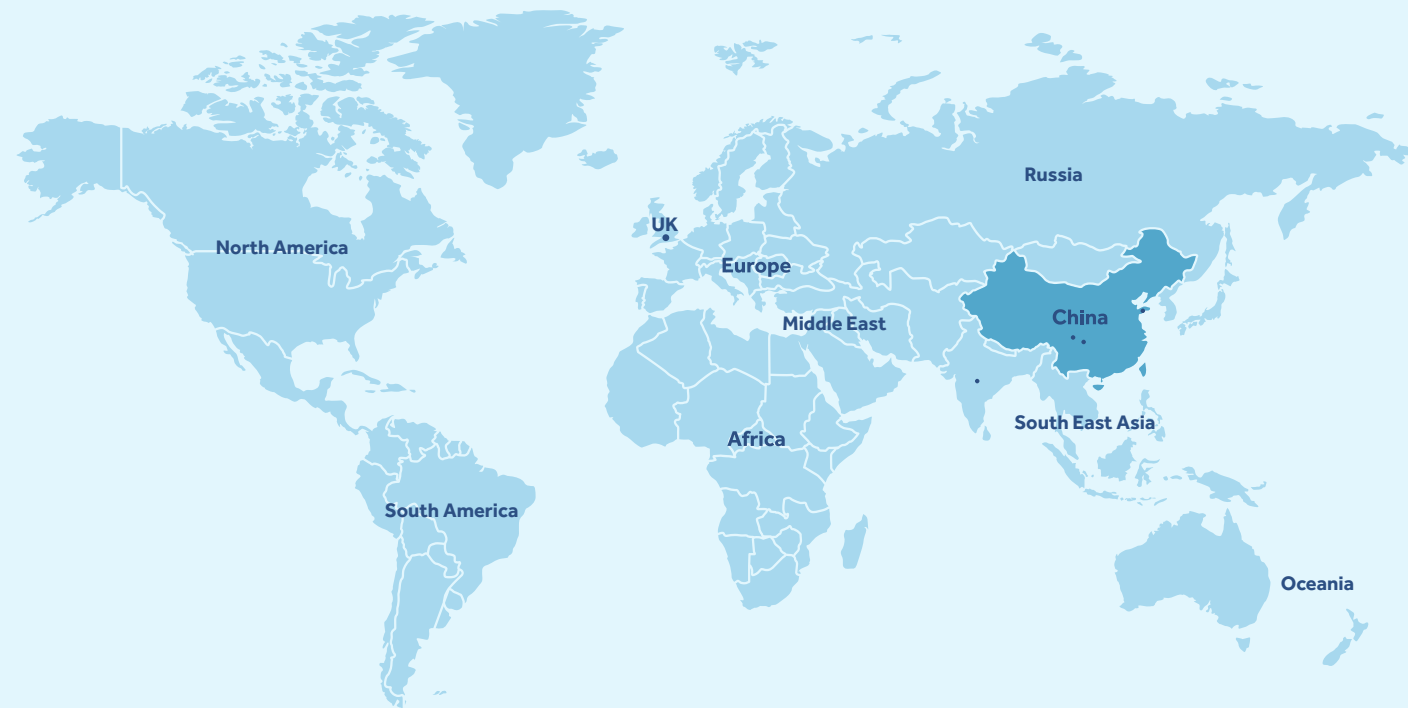 Russia
UK
North America
Europe
China
Middle East
South East Asia
Africa
South America
Oceania